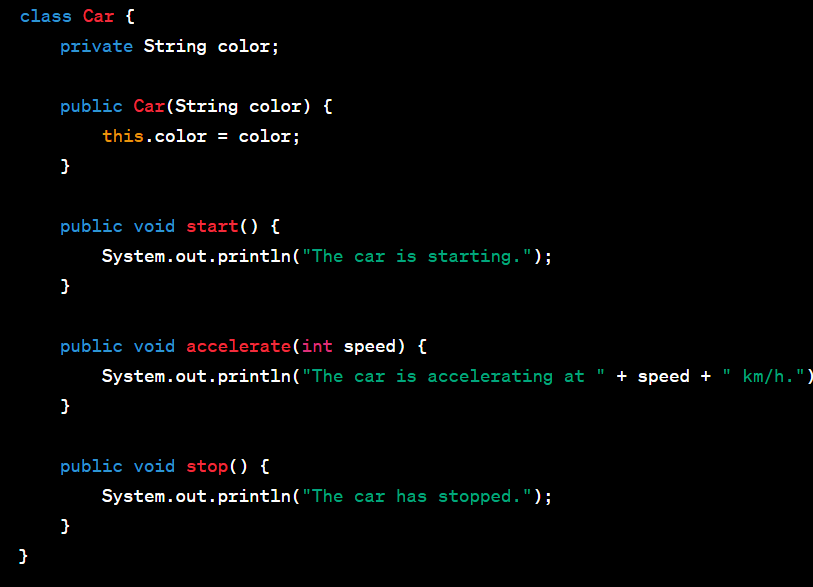 class Car {
    private String color;

    public Car(String color) {
        this.color = color;
    }

    public void start() {
        System.out.println("The car is starting.");
    }

    public void accelerate(int speed) {
        System.out.println("The car is accelerating at " + speed + " km/h.")
    }

    public void stop() {
        System.out.println("The car has stopped.");
    }
}